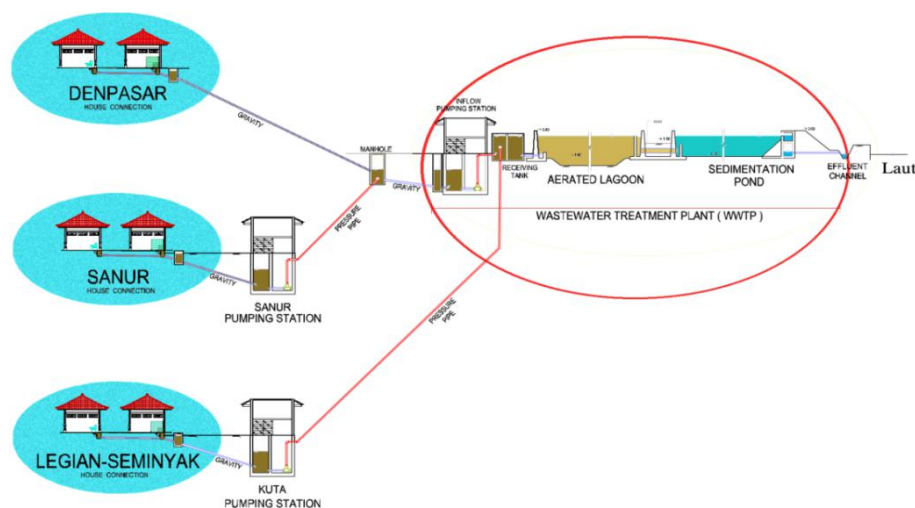 DENPASAR
HOUSE CONNECTION
GRAVITY
MANHOLE
GRAVITY
INFLOW
PUMPING STATION
RECEIVING
TANK
AERATED LAGOON
SEDIMENTATION
POND
EFFLUENT
CHANNEL
Laut
WASTEWATER TREATMENT PLANT ( WWTP )
PRESSURE
PIPE
SANUR
HOUSE CONNECTION
GRAVITY
SANUR
PUMPING STATION
PRESSURE
PIPE
LEGIAN-SEMINYAK
HOUSE CONNECTION
GRAVITY
KUTA
PUMPING STATION